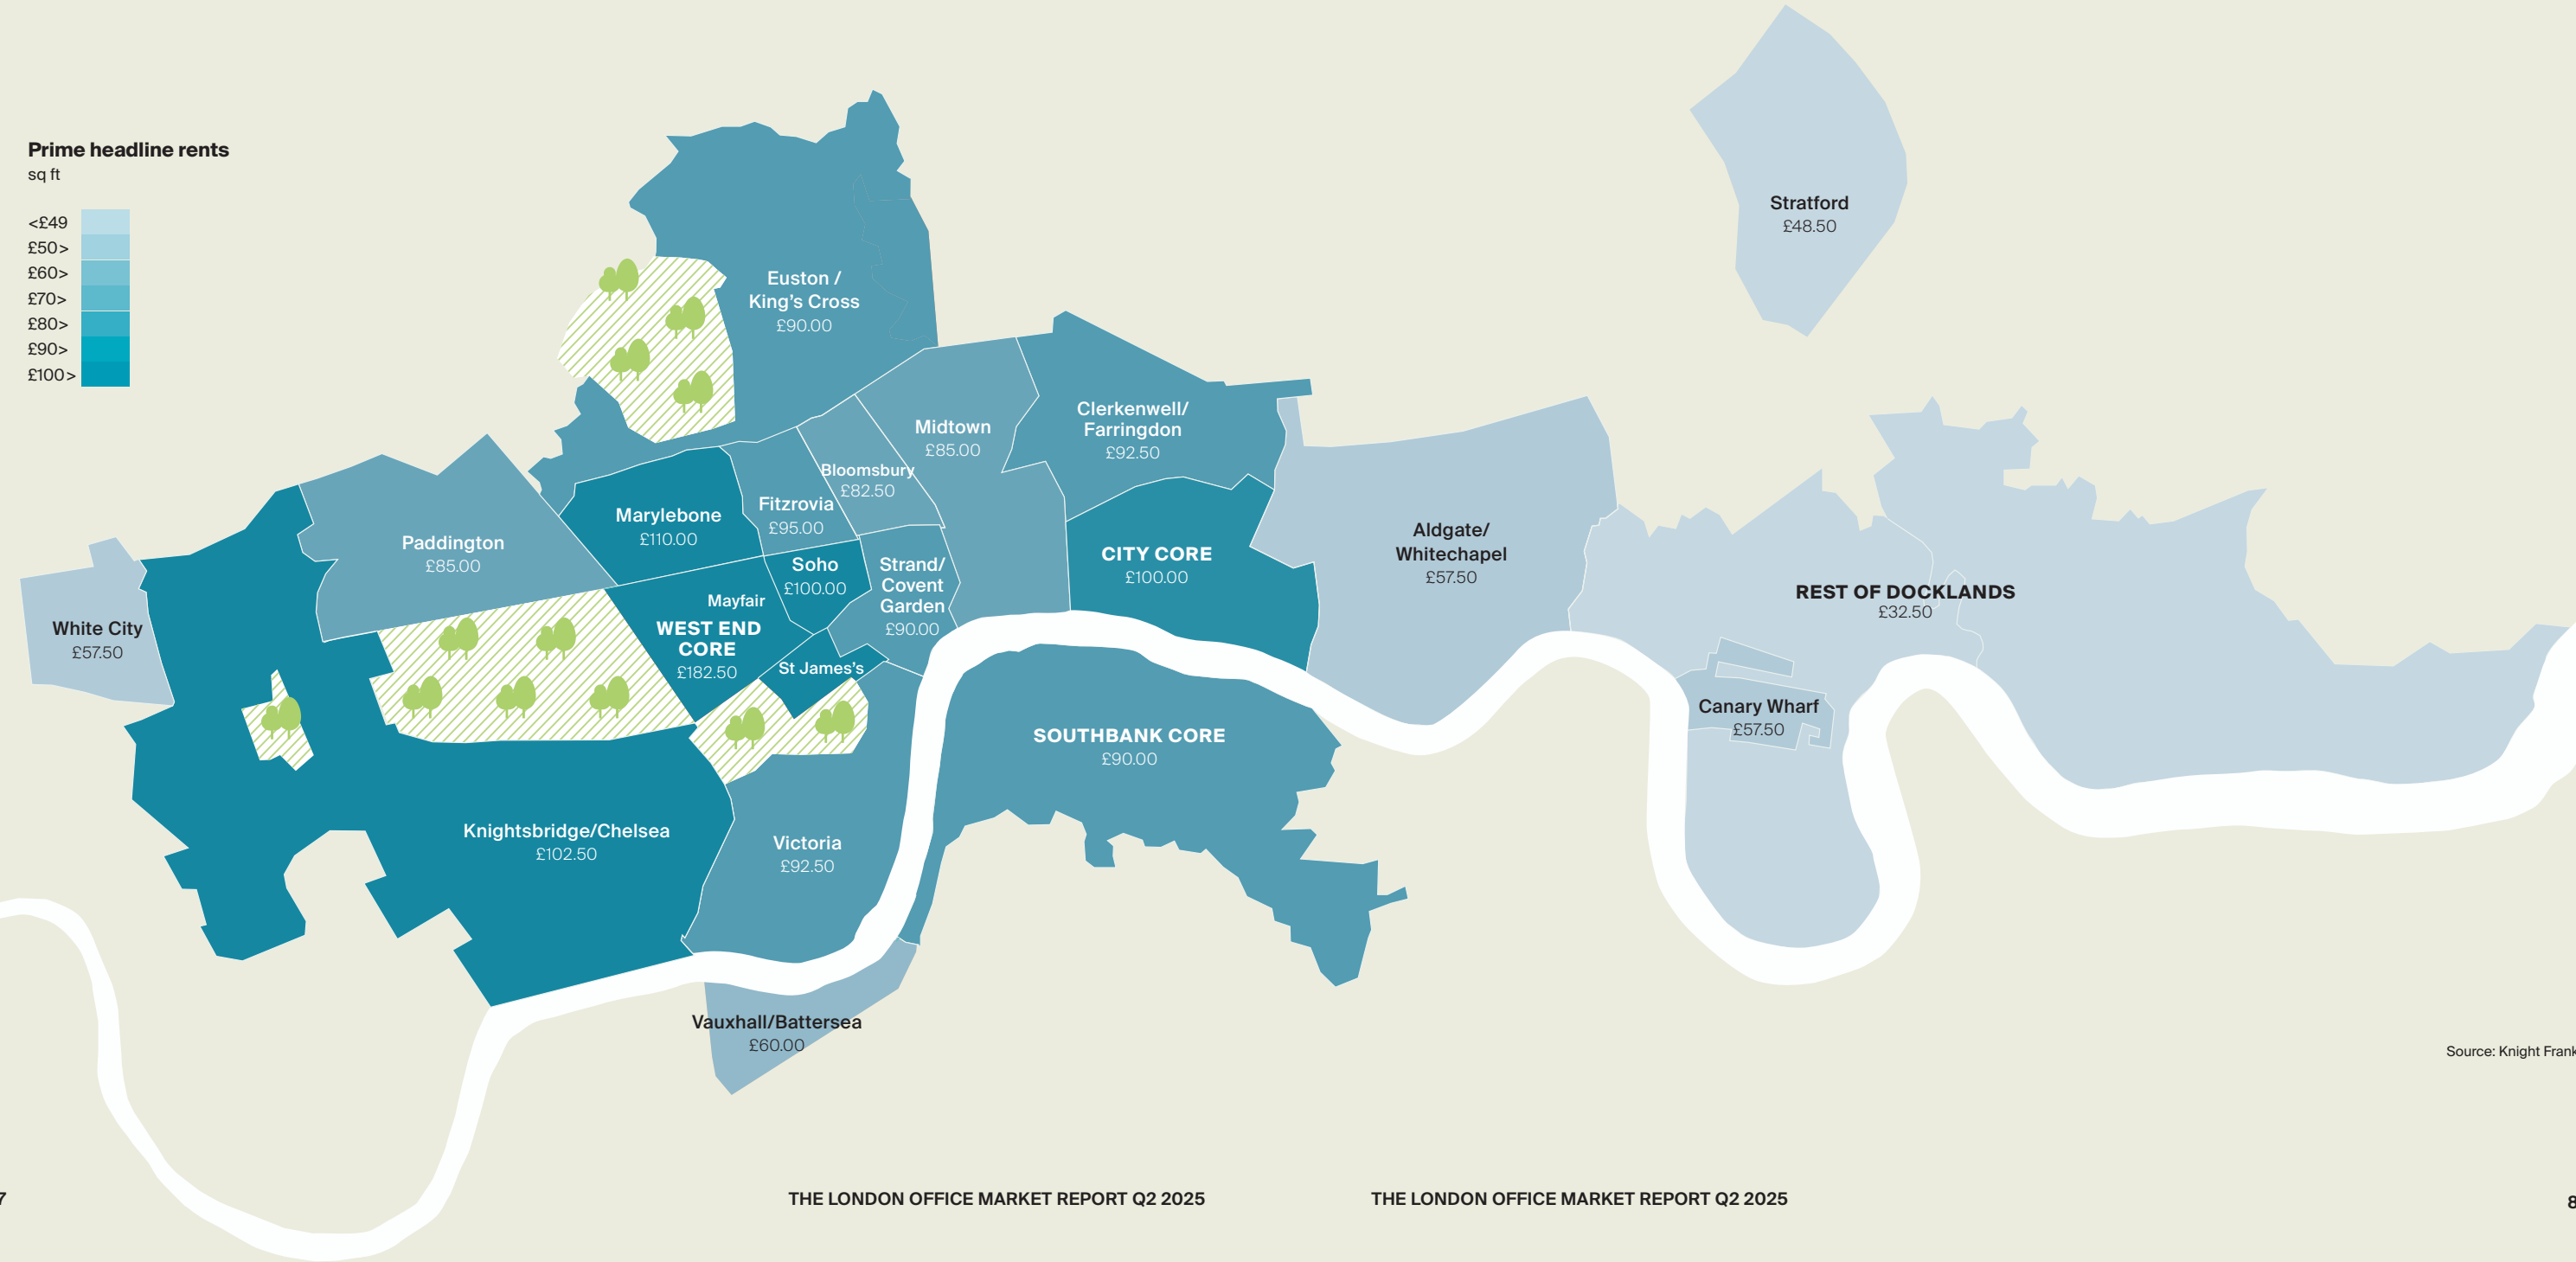 Prime headline rents
sq ft
<£49
£50>
£60>
£70>
£80>
£90>
£100>
Stratford
£48.50
Euston /
King's Cross
£90.00
Midtown
£85.00
Clerkenwell/
Farringdon
£92.50
Bloomsbury
£82.50
Fitzrovia
£95.00
Marylebone
£110.00
Paddington
£85.00
White City
£57.50
Soho
£100.00
Strand/
Covent
Garden
£90.00
Mayfair
WEST END
CORE
£182.50
St James's
CITY CORE
£100.00
Aldgate/
Whitechapel
£57.50
REST OF DOCKLANDS
£32.50
Canary Wharf
£57.50
SOUTHBANK CORE
£90.00
Knightsbridge/Chelsea
£102.50
Victoria
£92.50
Vauxhall/Battersea
£60.00
Source: Knight Frank
7
THE LONDON OFFICE MARKET REPORT Q2 2025
THE LONDON OFFICE MARKET REPORT Q2 2025
8